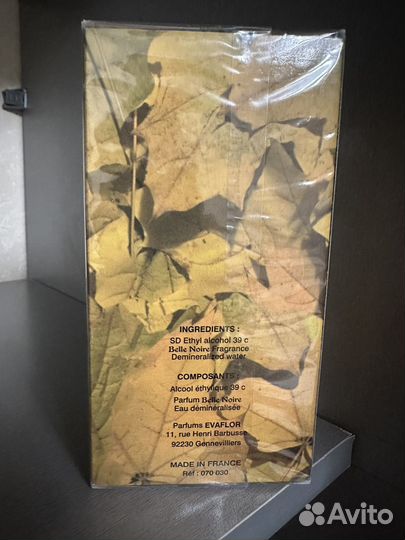 INGREDIENTS :
SD Ethyl alcohol 39 c
Belle Noire Fragrance
Demineralized water
COMPOSANTS :
Alcool éthylique 39 c
Parfum Belle Noire
Eau déminéralisée
Parfums EVAFLOR
11, rue Henri Barbusse
92230 Gennevilliers
MADE IN FRANCE
Réf : 070 030
Avito